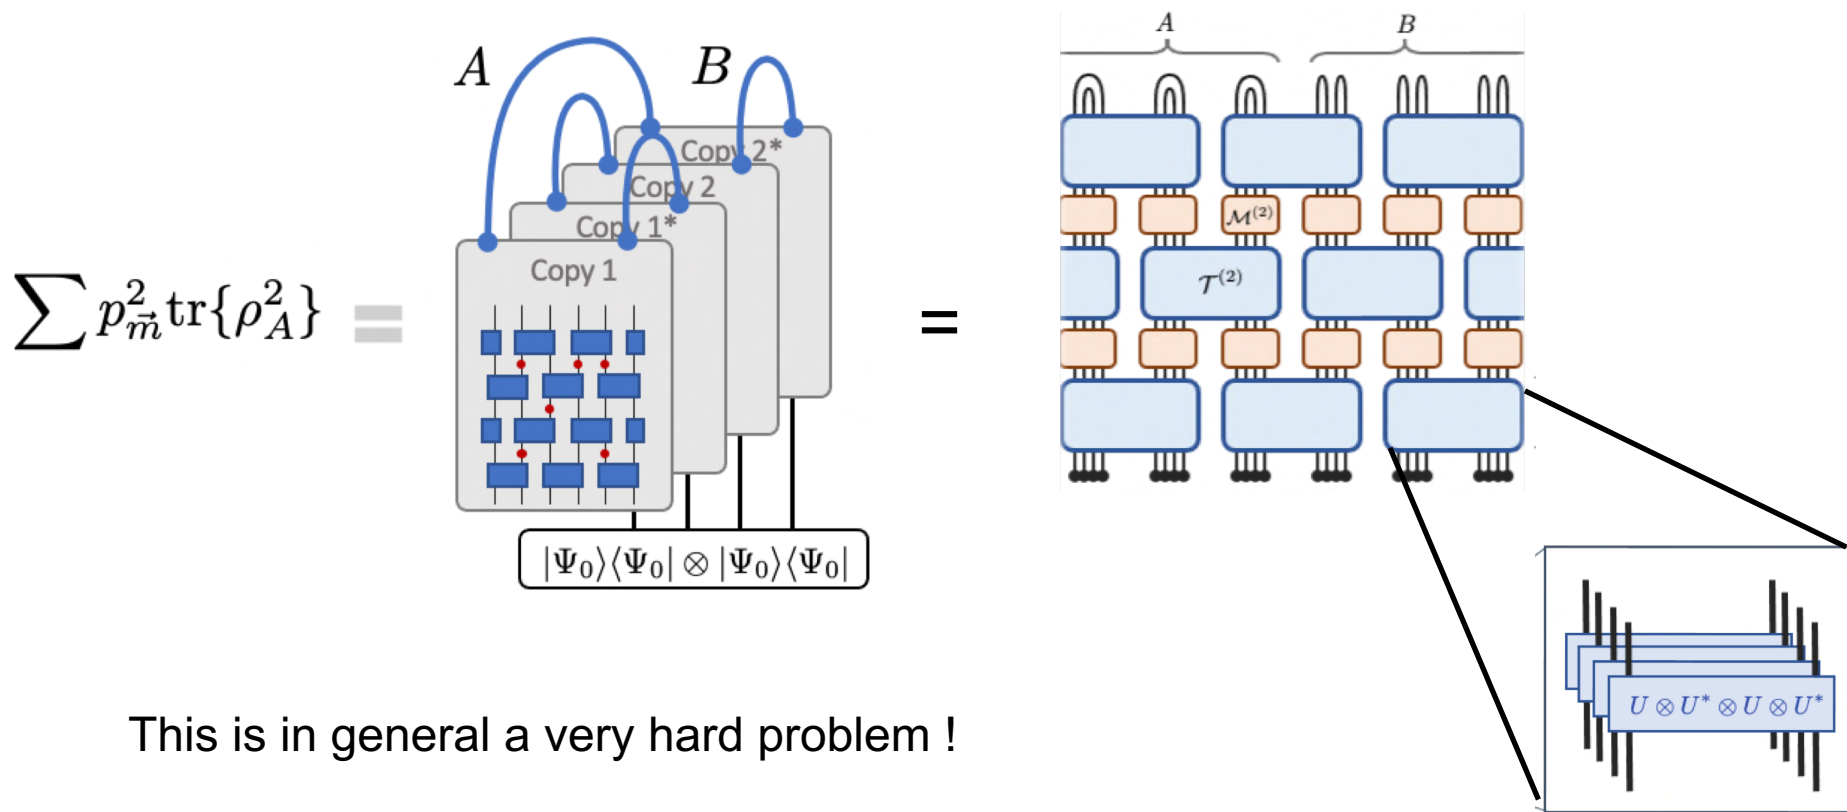 A B
A B
Copy 2*
Copy 2
Copy 1*
Copy 1
∑ p²_{m⃗} tr{ρ²_A} = =
M⁽²⁾
T⁽²⁾
|Ψ₀⟩⟨Ψ₀| ⊗ |Ψ₀⟩⟨Ψ₀|
U ⊗ U* ⊗ U ⊗ U*
This is in general a very hard problem !